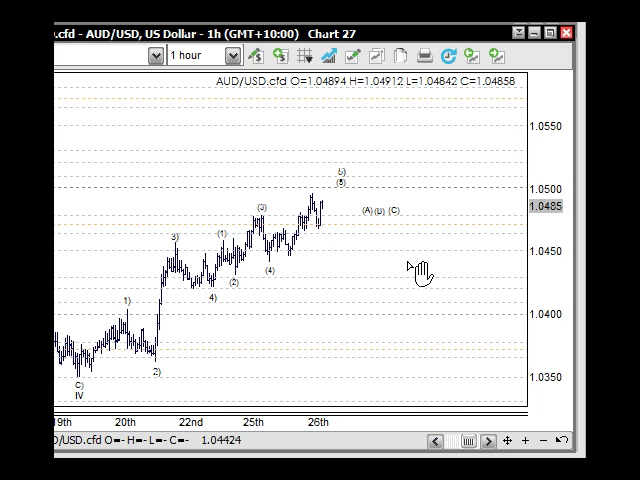 .cfd - AUD/USD, US Dollar - 1h (GMT+10:00) Chart 27
1 hour
AUD/USD.cfd O=1.04894 H=1.04912 L=1.04842 C=1.04858
1.0550
5)
(5)
1.0500
(A) (B) (C)
1.0485
(3)
(1)
3)
1.0450
(4)
(2)
4)
1.0400
1)
2)
1.0350
C)
IV
19th 20th 22nd 25th 26th
D/USD.cfd O=- H=- L=- C=- 1.04424